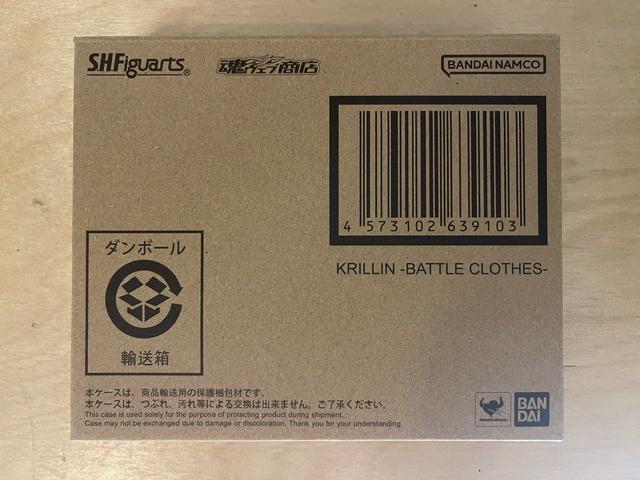 S.H.Figuarts®
魂ウェブ商店
BANDAI NAMCO
4 573102 639103
KRILLIN -BATTLE CLOTHES-
ダンボール
輸送箱
本ケースは、商品輸送用の保護梱包材です。
本ケースは、つぶれ、汚れ等による交換は出来ません。ご了承ください。
This case is used solely for the purpose of protecting product during shipment.
Case may not be exchanged due to damage or discoloration. Thank you for your understanding.
BAN
DAI